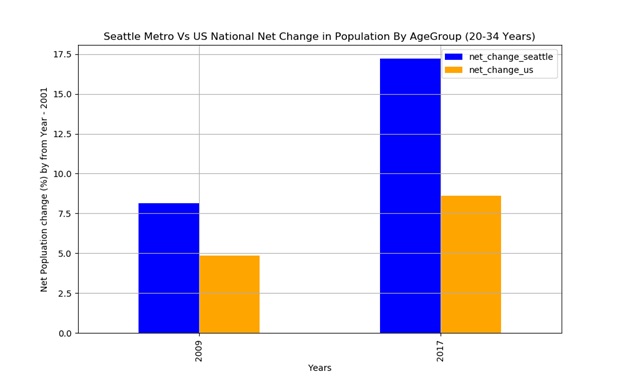 Seattle Metro Vs US National Net Change in Population By AgeGroup (20-34 Years)
net_change_seattle
net_change_us
Net Popluation change (%) by from Year - 2001
17.5
15.0
12.5
10.0
7.5
5.0
2.5
0.0
2009
2017
Years